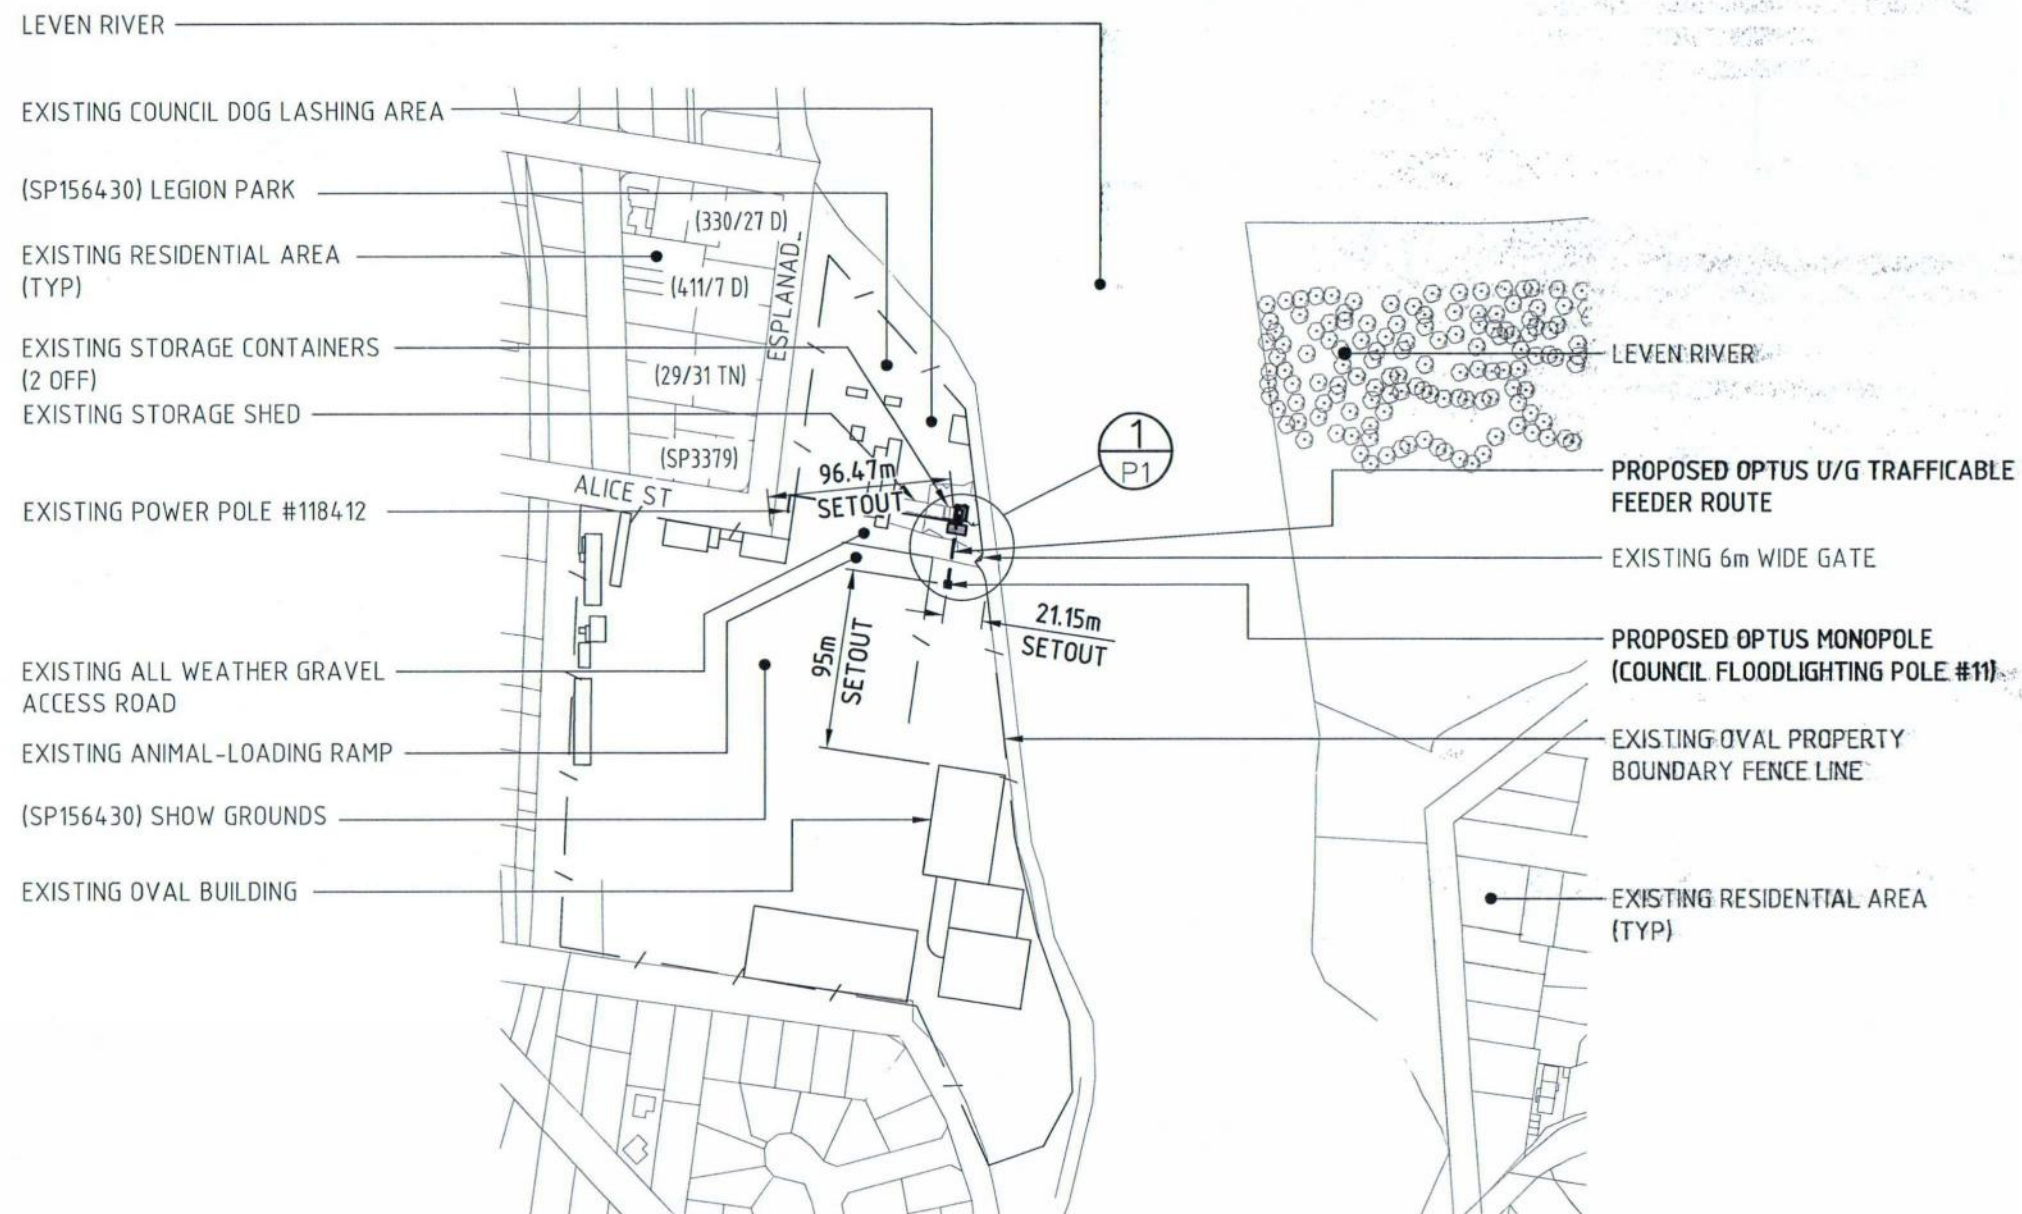 LEVEN RIVER
EXISTING COUNCIL DOG LASHING AREA
(SP156430) LEGION PARK
EXISTING RESIDENTIAL AREA
(TYP)
EXISTING STORAGE CONTAINERS
(2 OFF)
EXISTING STORAGE SHED
EXISTING POWER POLE #118412
EXISTING ALL WEATHER GRAVEL
ACCESS ROAD
EXISTING ANIMAL-LOADING RAMP
(SP156430) SHOW GROUNDS
EXISTING OVAL BUILDING
(330/27 D)
(411/7 D)
(29/31 TN)
(SP3379)
ESPLANAD
ALICE ST
96.47m
SETOUT
1
P1
21.15m
SETOUT
95m
SETOUT
LEVEN RIVER
PROPOSED OPTUS U/G TRAFFICABLE
FEEDER ROUTE
EXISTING 6m WIDE GATE
PROPOSED OPTUS MONOPOLE
(COUNCIL FLOODLIGHTING POLE #11)
EXISTING OVAL PROPERTY
BOUNDARY FENCE LINE
EXISTING RESIDENTIAL AREA
(TYP)